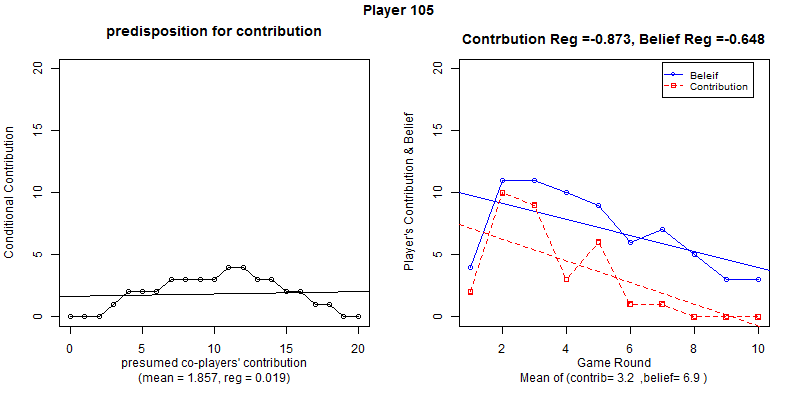 Player 105
predisposition for contribution
Conditional Contribution
20
15
10
5
0
0 5 10 15 20
presumed co-players' contribution
(mean = 1.857, reg = 0.019)
Contrbution Reg =-0.873, Belief Reg =-0.648
Player's Contribution & Belief
20
15
10
5
0
Beleif
Contribution
2 4 6 8 10
Game Round
Mean of (contrib= 3.2 ,belief= 6.9 )